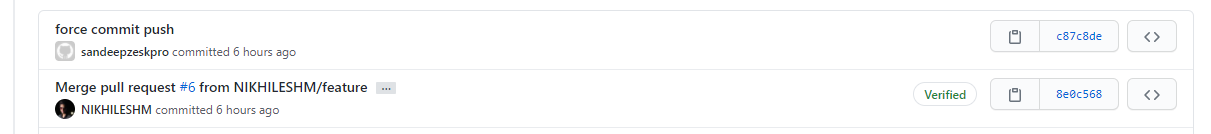 force commit push
sandeepzeskpro committed 6 hours ago
c87c8de
Merge pull request #6 from NIKHILESHM/feature ...
NIKHILESHM committed 6 hours ago
Verified
8e0c568